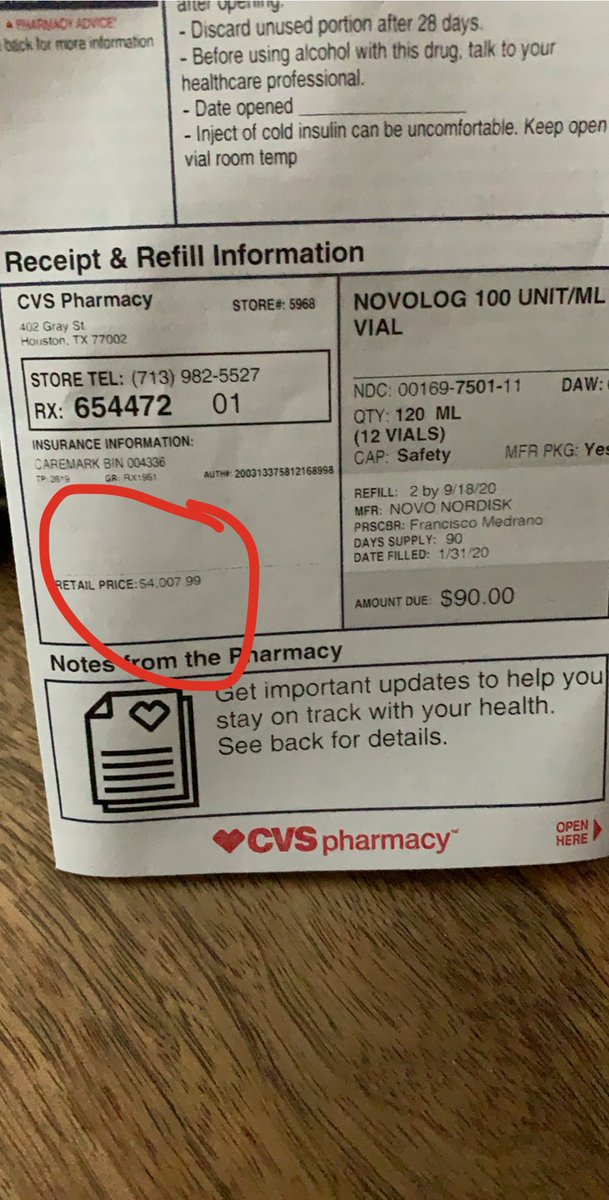 PHARMACY ADVICE
back for more information
after opening.
- Discard unused portion after 28 days.
- Before using alcohol with this drug, talk to your
healthcare professional.
- Date opened
- Inject of cold insulin can be uncomfortable. Keep open
vial room temp
Receipt & Refill Information
CVS Pharmacy STORE#: 5968
402 Gray St
Houston, TX 77002
STORE TEL: (713) 982-5527
RX: 654472 01
INSURANCE INFORMATION:
CAREMARK BIN 004336
GR: RX1961 AUTH#: 200313375812168998
RETAIL PRICE: $4,007.99
NOVOLOG 100 UNIT/ML
VIAL
NDC: 00169-7501-11 DAW:
QTY: 120 ML
(12 VIALS)
CAP: Safety MFR PKG: Yes
REFILL: 2 by 9/18/20
MFR: NOVO NORDISK
PRSCBR: Francisco Medrano
DAYS SUPPLY: 90
DATE FILLED: 1/31/20
AMOUNT DUE: $90.00
Notes from the Pharmacy
Get important updates to help you
stay on track with your health.
See back for details.
CVS pharmacy™
OPEN
HERE